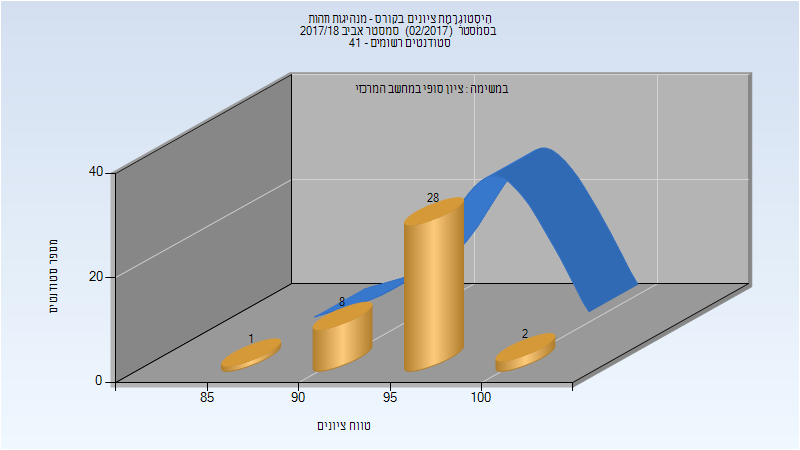 היסטוגרמת ציונים בקורס - מנהיגות וזהות
בסמסטר (02/2017) סמסטר אביב 2017/18
סטודנטים רשומים - 41
במשימה : ציון סופי במחשב המרכזי
מספר סטודנטים
40
20
0
1
8
28
2
85
90
95
100
טווח ציונים